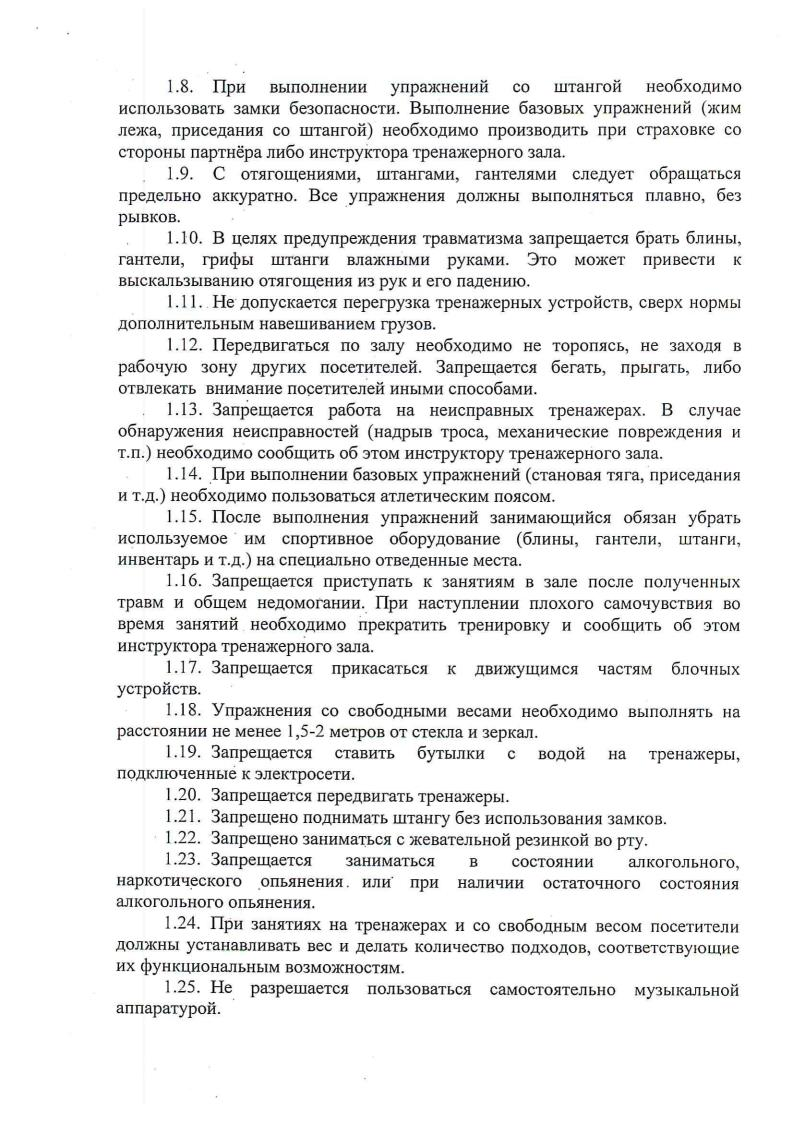 1.8. При выполнении упражнений со штангой необходимо
использовать замки безопасности. Выполнение базовых упражнений (жим
лежа, приседания со штангой) необходимо производить при страховке со
стороны партнёра либо инструктора тренажерного зала.
1.9. С отягощениями, штангами, гантелями следует обращаться
предельно аккуратно. Все упражнения должны выполняться плавно, без
рывков.
1.10. В целях предупреждения травматизма запрещается брать блины,
гантели, грифы штанги влажными руками. Это может привести к
выскальзыванию отягощения из рук и его падению.
1.11. Не допускается перегрузка тренажерных устройств, сверх нормы
дополнительным навешиванием грузов.
1.12. Передвигаться по залу необходимо не торопясь, не заходя в
рабочую зону других посетителей. Запрещается бегать, прыгать, либо
отвлекать внимание посетителей иными способами.
1.13. Запрещается работа на неисправных тренажерах. В случае
обнаружения неисправностей (надрыв троса, механические повреждения и
т.п.) необходимо сообщить об этом инструктору тренажерного зала.
1.14. При выполнении базовых упражнений (становая тяга, приседания
и т.д.) необходимо пользоваться атлетическим поясом.
1.15. После выполнения упражнений занимающийся обязан убрать
используемое им спортивное оборудование (блины, гантели, штанги,
инвентарь и т.д.) на специально отведенные места.
1.16. Запрещается приступать к занятиям в зале после полученных
травм и общем недомогании. При наступлении плохого самочувствия во
время занятий необходимо прекратить тренировку и сообщить об этом
инструктора тренажерного зала.
1.17. Запрещается прикасаться к движущимся частям блочных
устройств.
1.18. Упражнения со свободными весами необходимо выполнять на
расстоянии не менее 1,5-2 метров от стекла и зеркал.
1.19. Запрещается ставить бутылки с водой на тренажеры,
подключенные к электросети.
1.20. Запрещается передвигать тренажеры.
1.21. Запрещено поднимать штангу без использования замков.
1.22. Запрещено заниматься с жевательной резинкой во рту.
1.23. Запрещается заниматься в состоянии алкогольного,
наркотического опьянения. или при наличии остаточного состояния
алкогольного опьянения.
1.24. При занятиях на тренажерах и со свободным весом посетители
должны устанавливать вес и делать количество подходов, соответствующие
их функциональным возможностям.
1.25. Не разрешается пользоваться самостоятельно музыкальной
аппаратурой.